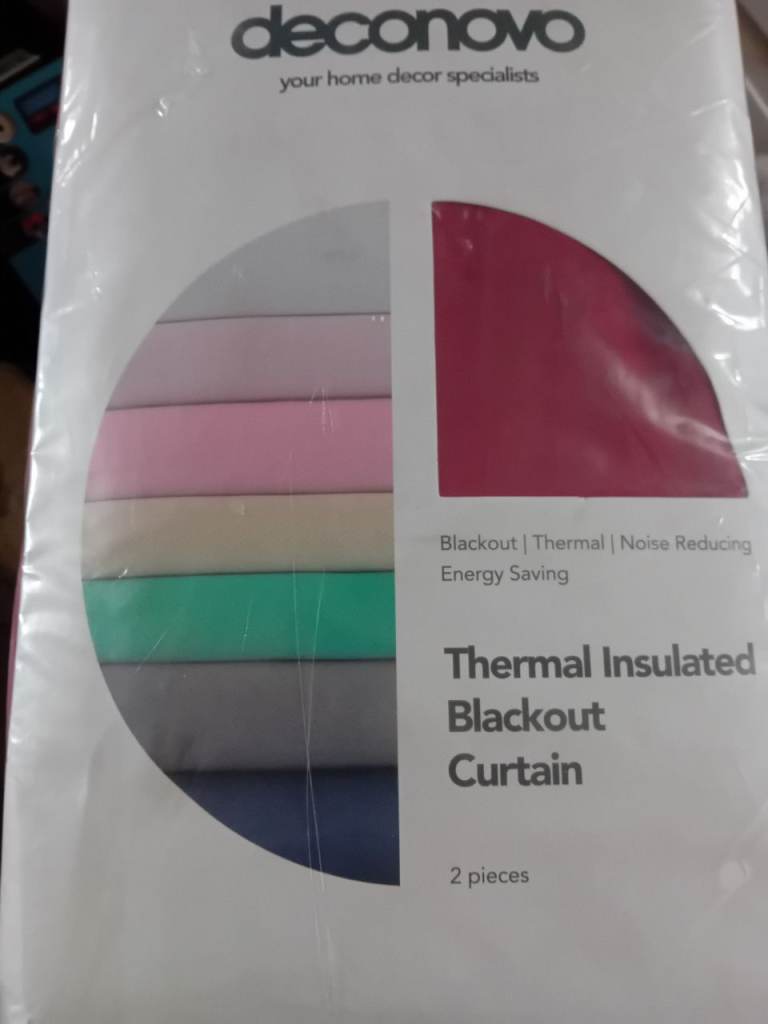 deconovo
your home decor specialists
Blackout | Thermal | Noise Reducing
Energy Saving
Thermal Insulated
Blackout
Curtain
2 pieces